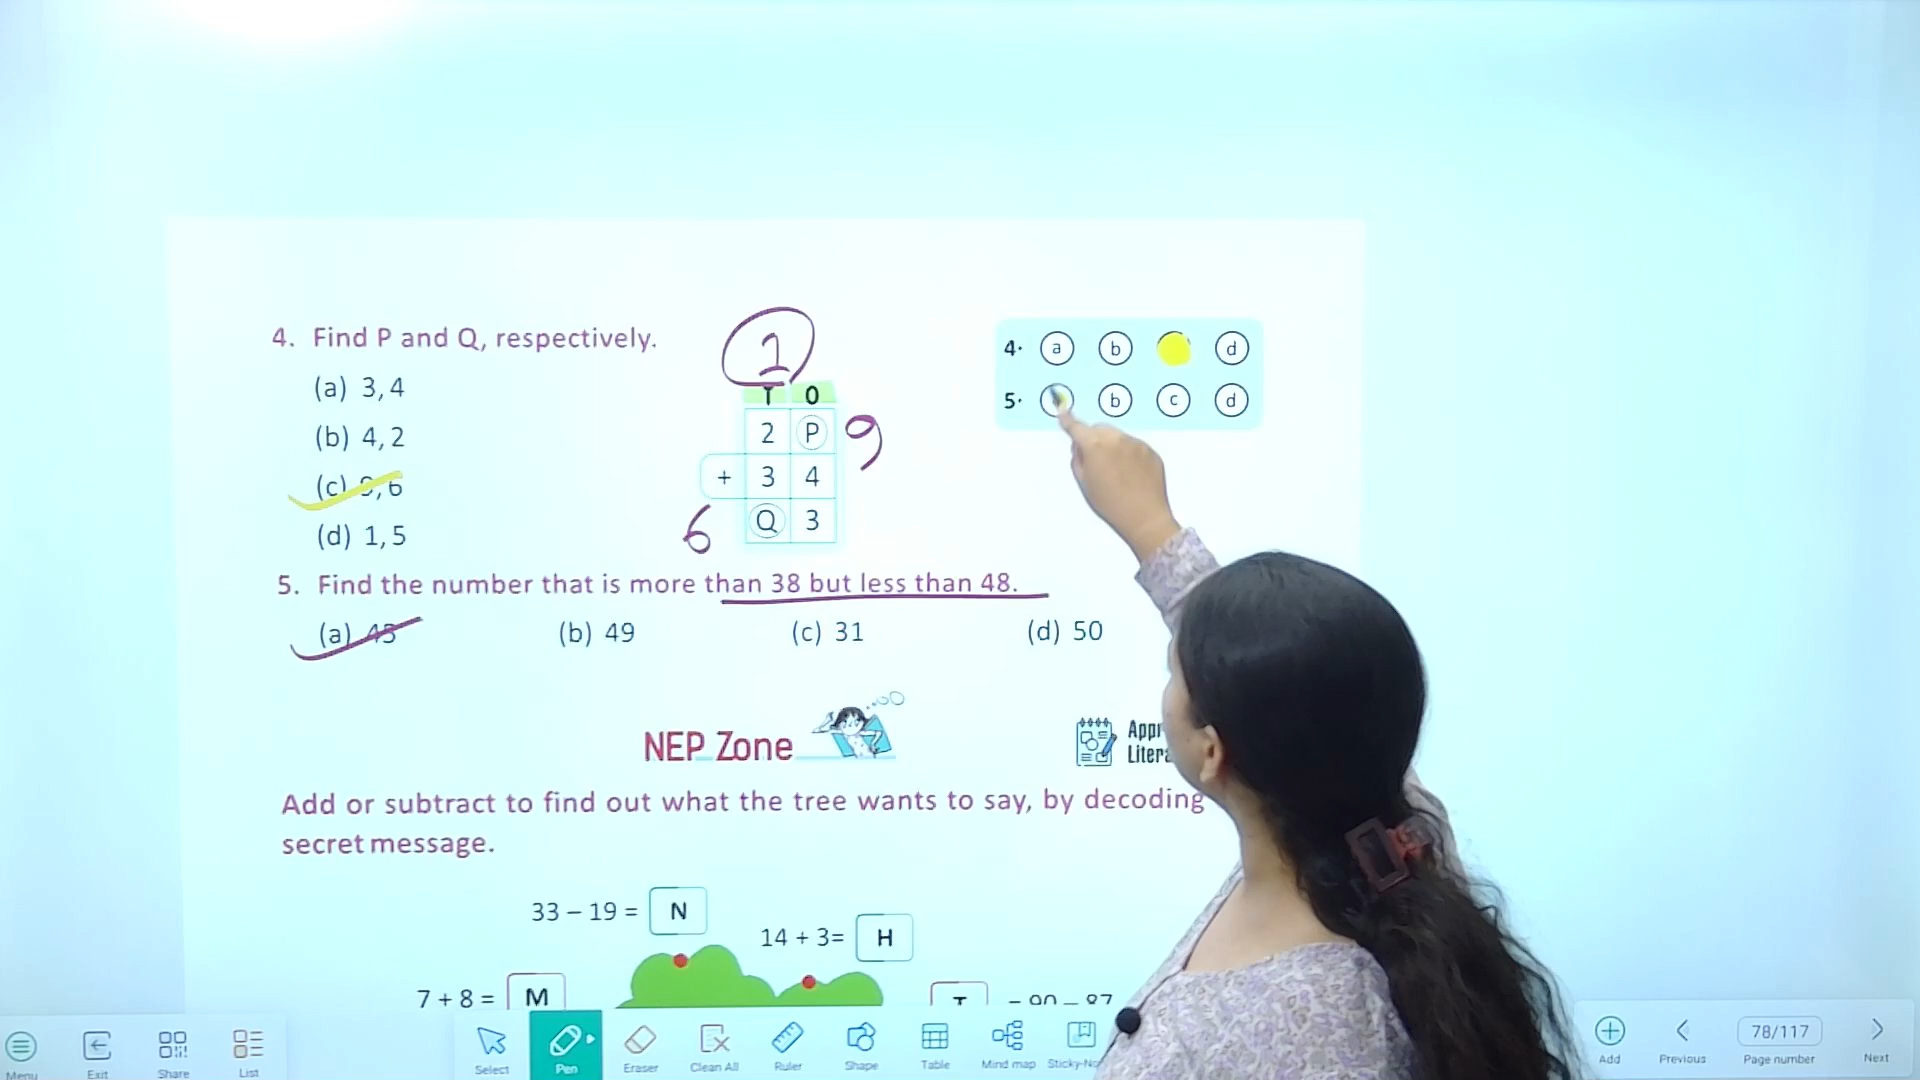 4. Find P and Q, respectively.
(a) 3, 4
(b) 4, 2
(c) 9, 6
(d) 1, 5
1
T O
2 P 9
+ 3 4
6 Q 3
4. a b d
5. b c d
5. Find the number that is more than 38 but less than 48.
(a) 45 (b) 49 (c) 31 (d) 50
NEP Zone
Add or subtract to find out what the tree wants to say, by decoding
secret message.
33 – 19 = N
14 + 3= H
7 + 8 = M
Menu Exit Share List Select Pen Eraser Clean All Ruler Shape Table Mind map Add Previous 78/117 Page number Next